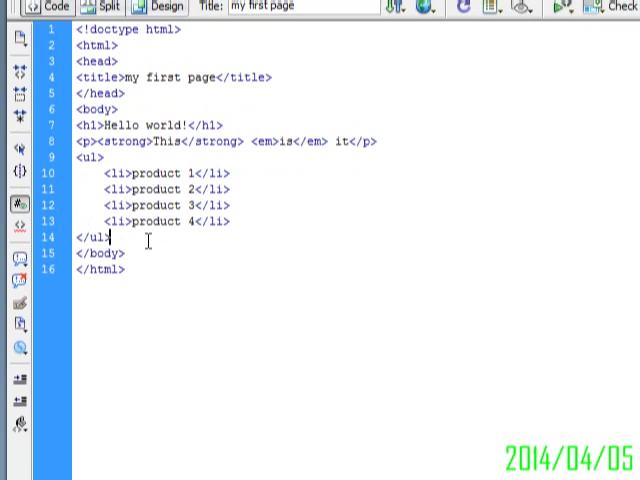 Code Split Design Title: my first page Check
1 <!doctype html>
2 <html>
3 <head>
4 <title>my first page</title>
5 </head>
6 <body>
7 <h1>Hello world!</h1>
8 <p><strong>This</strong> <em>is</em> it</p>
9 <ul>
10 <li>product 1</li>
11 <li>product 2</li>
12 <li>product 3</li>
13 <li>product 4</li>
14 </ul>
15 </body>
16 </html>
2014/04/05